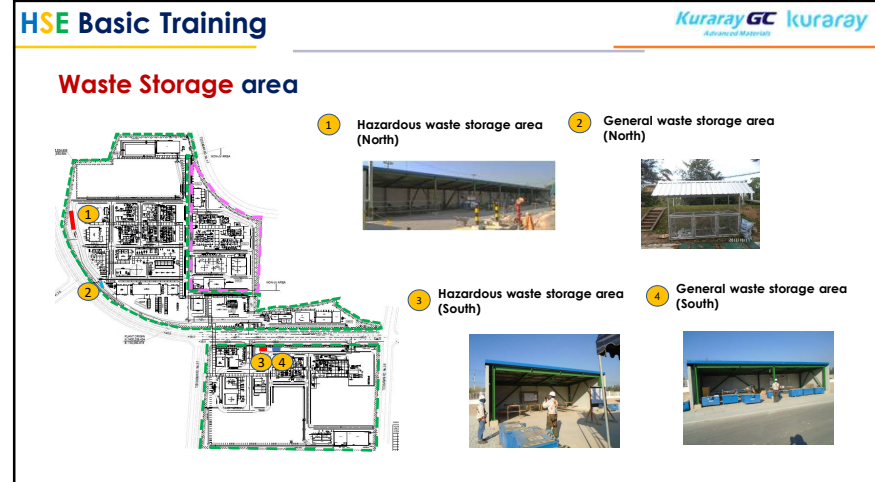 HSE Basic Training
Kuraray GC kuraray
Advanced Materials
Waste Storage area
1 Hazardous waste storage area
(North)
2 General waste storage area
(North)
1
2
3 4
3 Hazardous waste storage area
(South)
4 General waste storage area
(South)